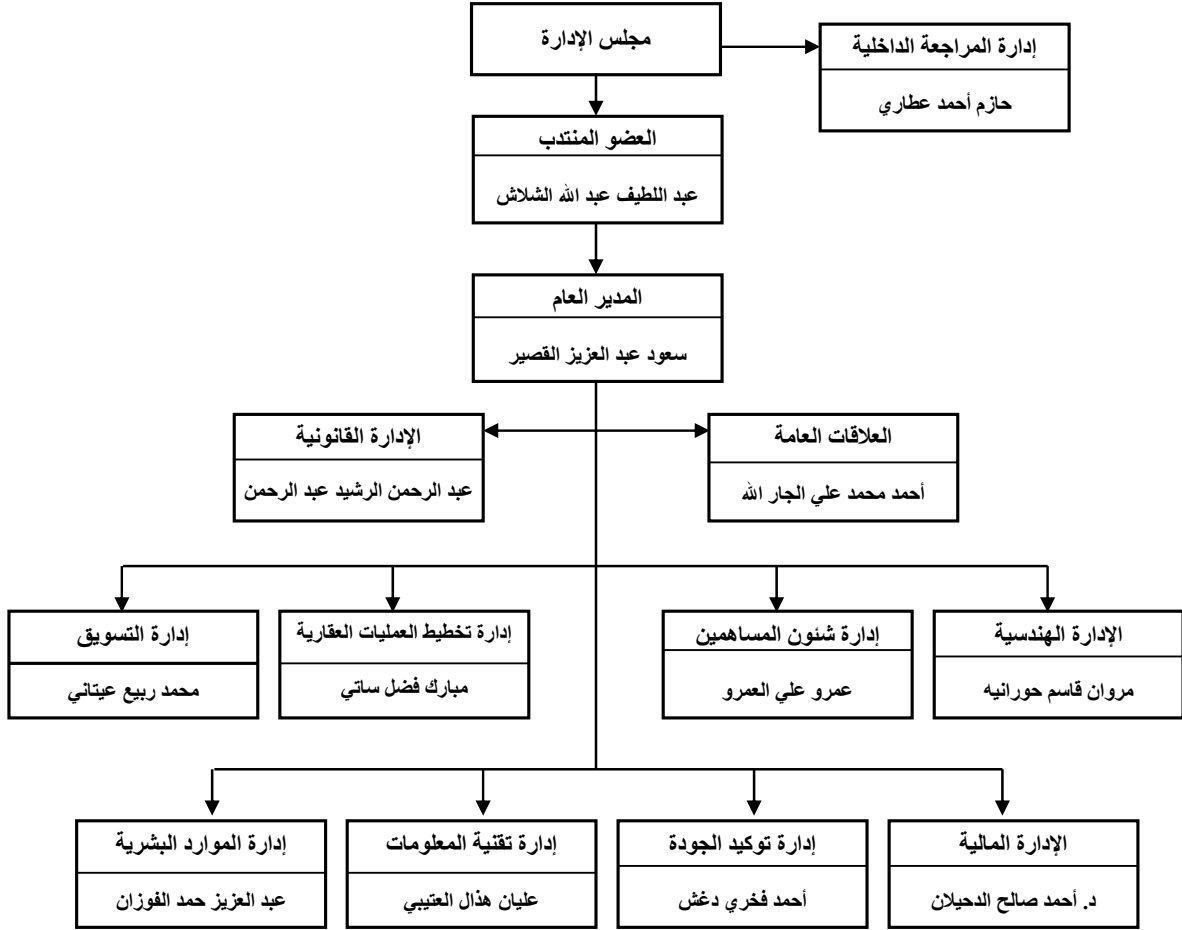 مجلس الإدارة
إدارة المراجعة الداخلية
حازم أحمد عطاري
العضو المنتدب
عبد اللطيف عبد الله الشلاش
المدير العام
سعود عبد العزيز القصير
العلاقات العامة
أحمد محمد علي الجار الله
الإدارة القانونية
عبد الرحمن الرشيد عبد الرحمن
الإدارة الهندسية
مروان قاسم حورانيه
إدارة شئون المساهمين
عمرو علي العمرو
إدارة تخطيط العمليات العقارية
مبارك فضل ساتي
إدارة التسويق
محمد ربيع عيتاني
الإدارة المالية
د. أحمد صالح الدحيلان
إدارة توكيد الجودة
أحمد فخري دغش
إدارة تقنية المعلومات
عليان هذال العتيبي
إدارة الموارد البشرية
عبد العزيز حمد الفوزان